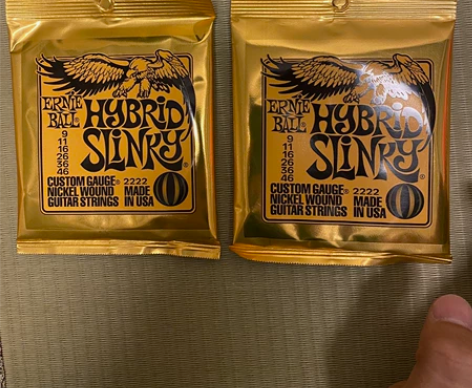 ERNIE
BALL
HYBRID
SLINKY®
9
11
16
26
36
46
CUSTOM GAUGE® 2222
NICKEL WOUND MADE
GUITAR STRINGS IN USA
ERNIE
BALL
HYBRID
SLINKY®
9
11
16
26
36
46
CUSTOM GAUGE® 2222
NICKEL WOUND MADE
GUITAR STRINGS IN USA